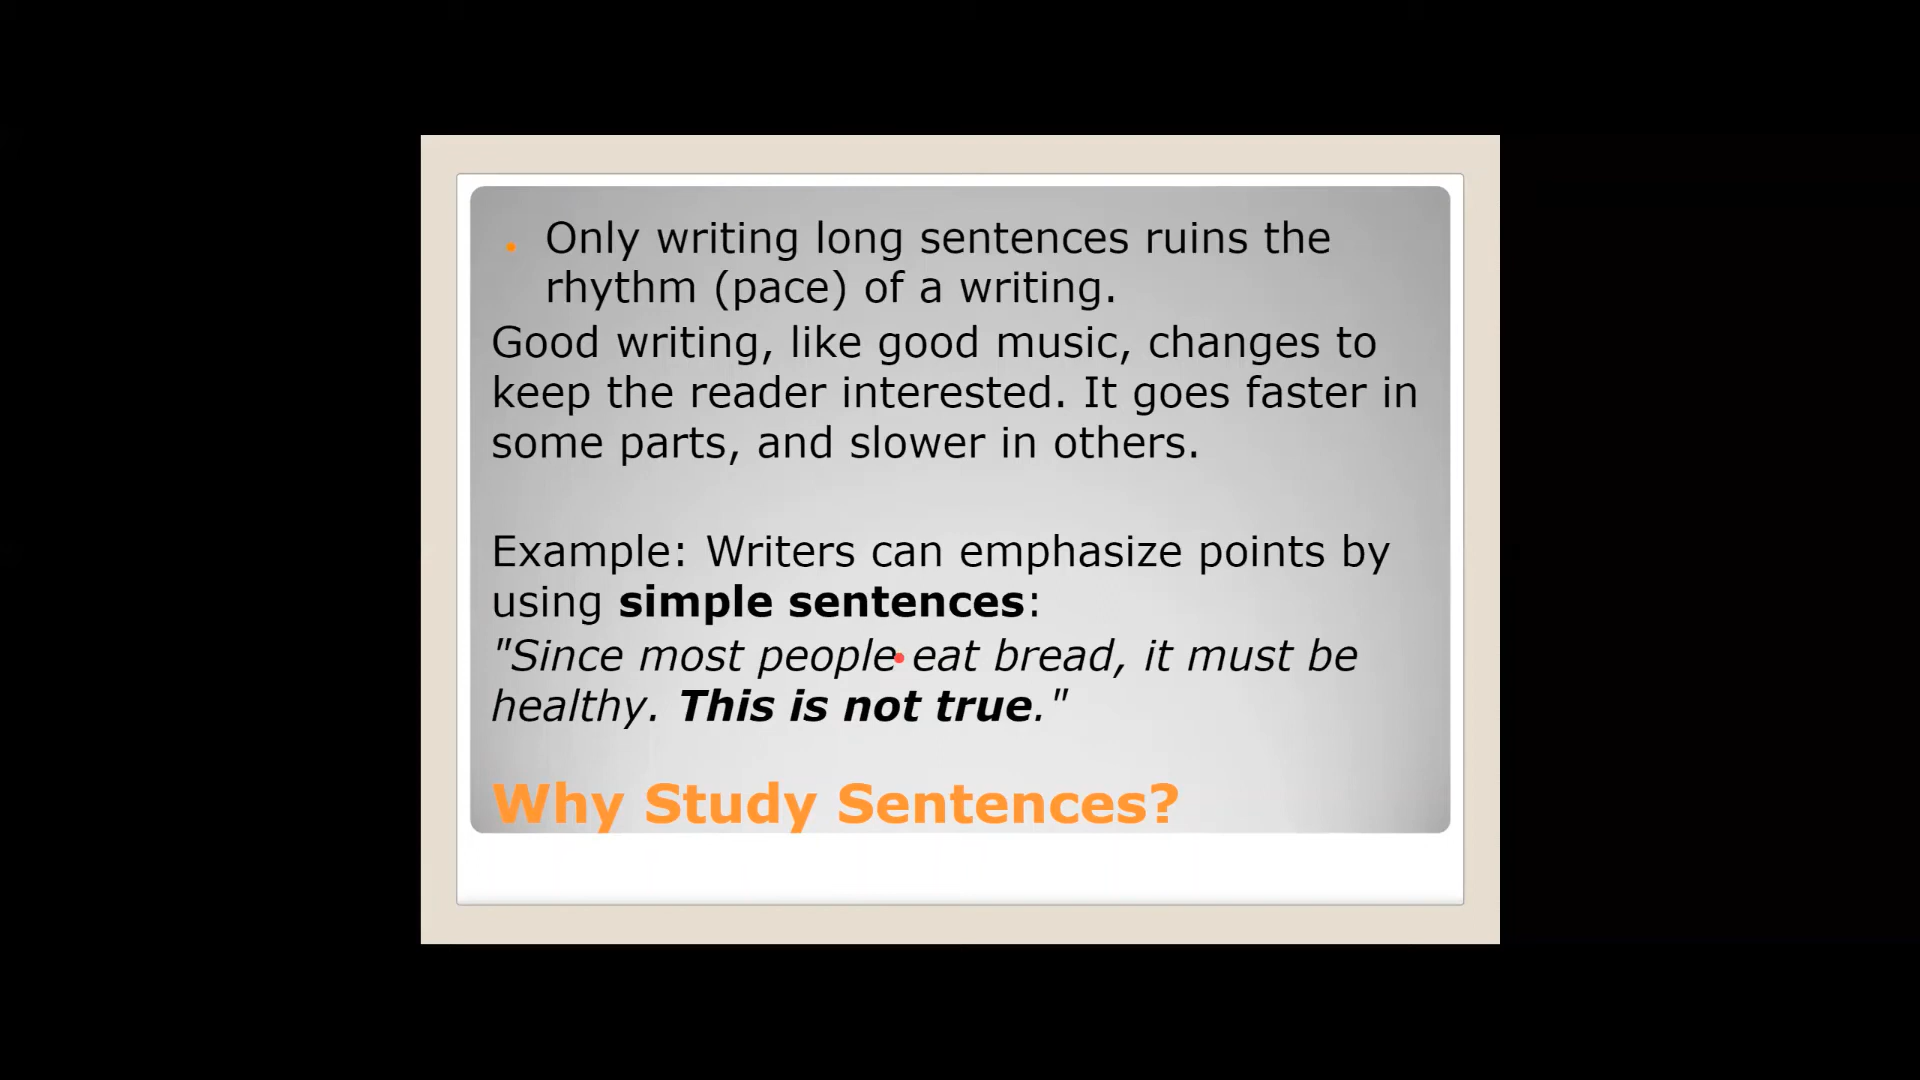 Only writing long sentences ruins the
rhythm (pace) of a writing.
Good writing, like good music, changes to
keep the reader interested. It goes faster in
some parts, and slower in others.
Example: Writers can emphasize points by
using simple sentences:
"Since most people eat bread, it must be
healthy. This is not true."
Why Study Sentences?